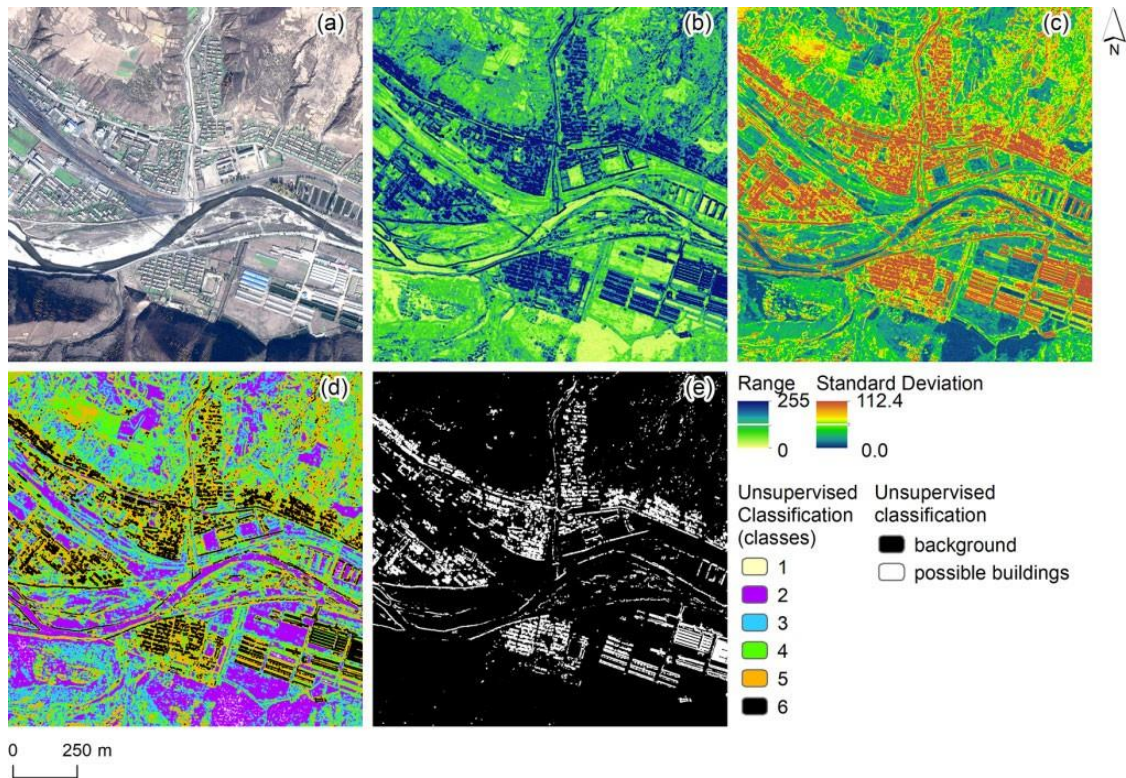 (a)
(b)
(c)
N
(d)
(e)
Range
255
0
Standard Deviation
112.4
0.0
Unsupervised
Classification
(classes)
1
2
3
4
5
6
Unsupervised
classification
background
possible buildings
0 250 m